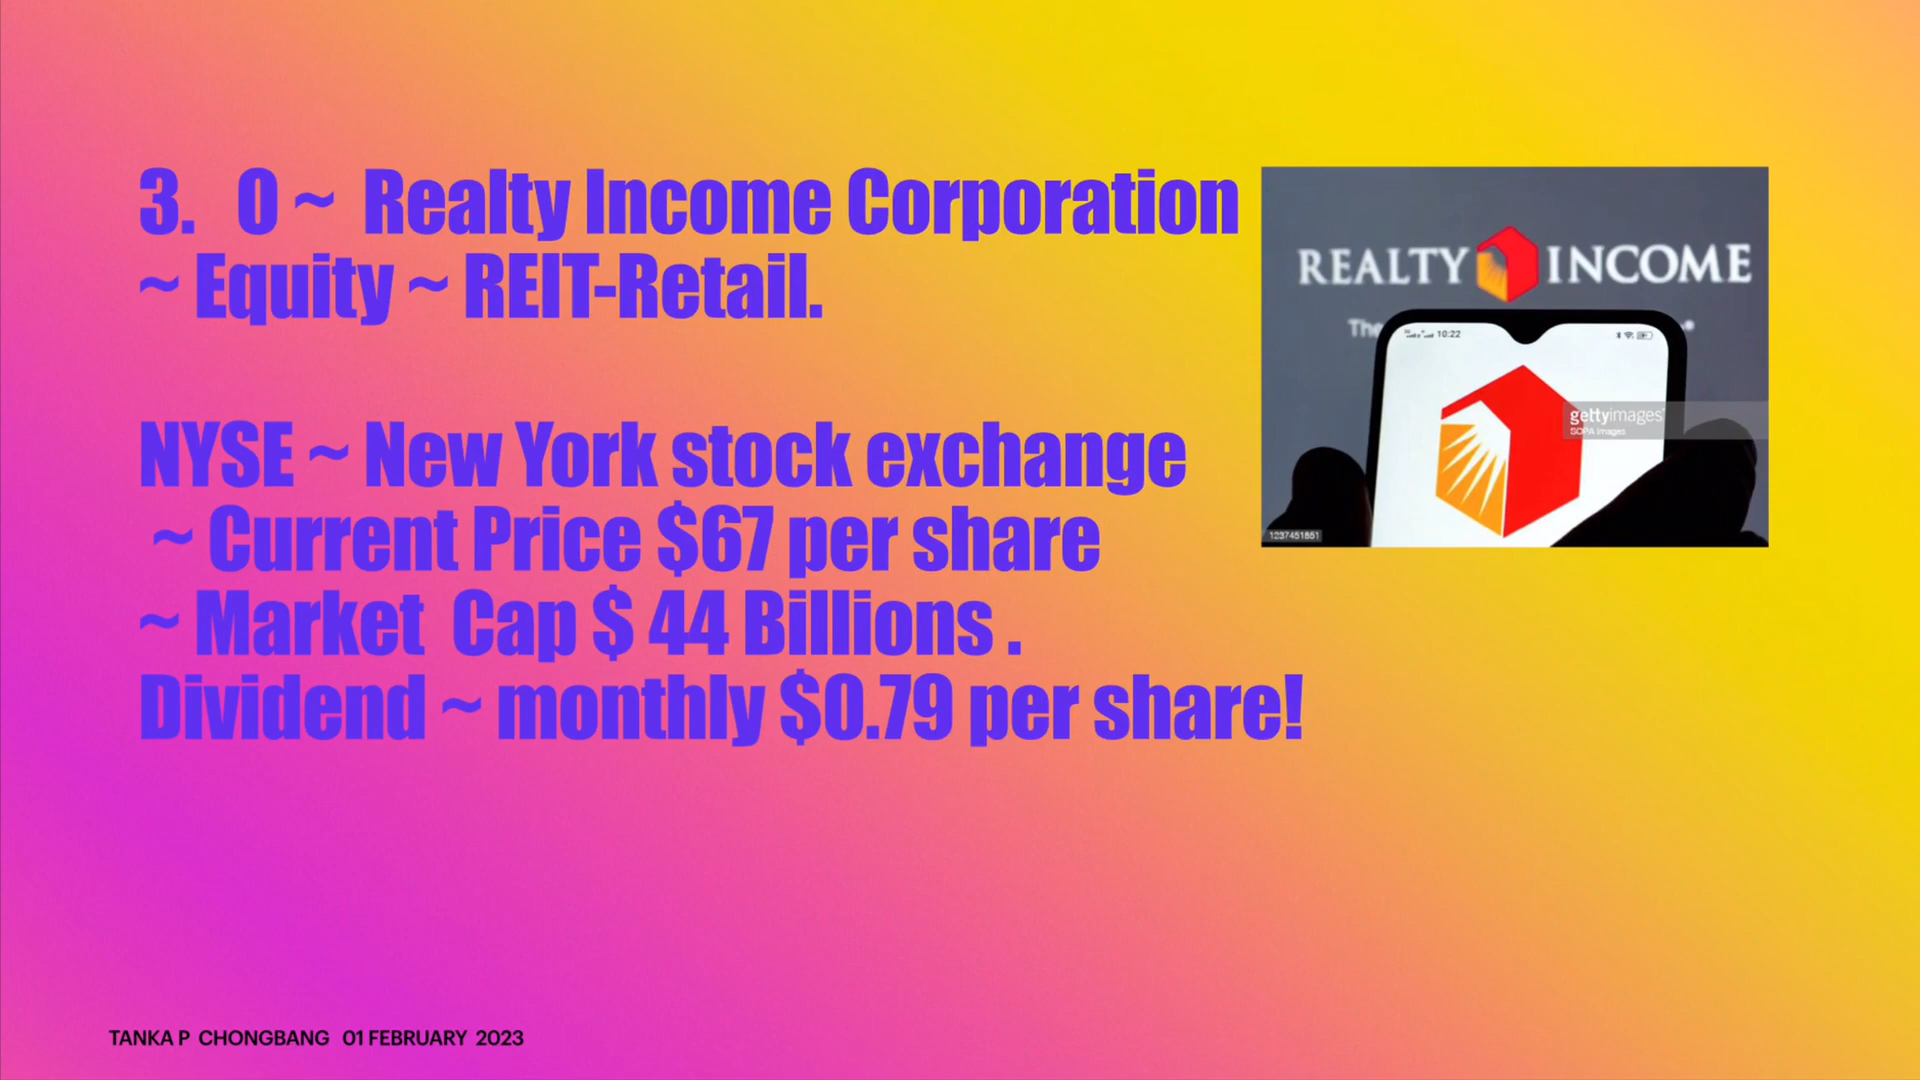 3. O ~ Realty Income Corporation
~ Equity ~ REIT-Retail.
NYSE ~ New York stock exchange
~ Current Price $67 per share
~ Market Cap $ 44 Billions .
Dividend ~ monthly $0.79 per share!
REALTY INCOME
The
10:22
gettyimages
SOPA Images
1237451851
TANKA P CHONGBANG 01 FEBRUARY 2023